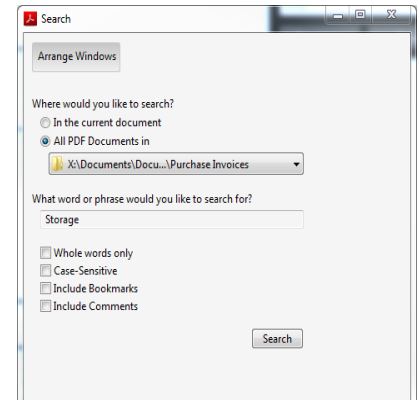 Search
Arrange Windows
Where would you like to search?
In the current document
All PDF Documents in
X:\Documents\Docu...\Purchase Invoices
What word or phrase would you like to search for?
Storage
Whole words only
Case-Sensitive
Include Bookmarks
Include Comments
Search